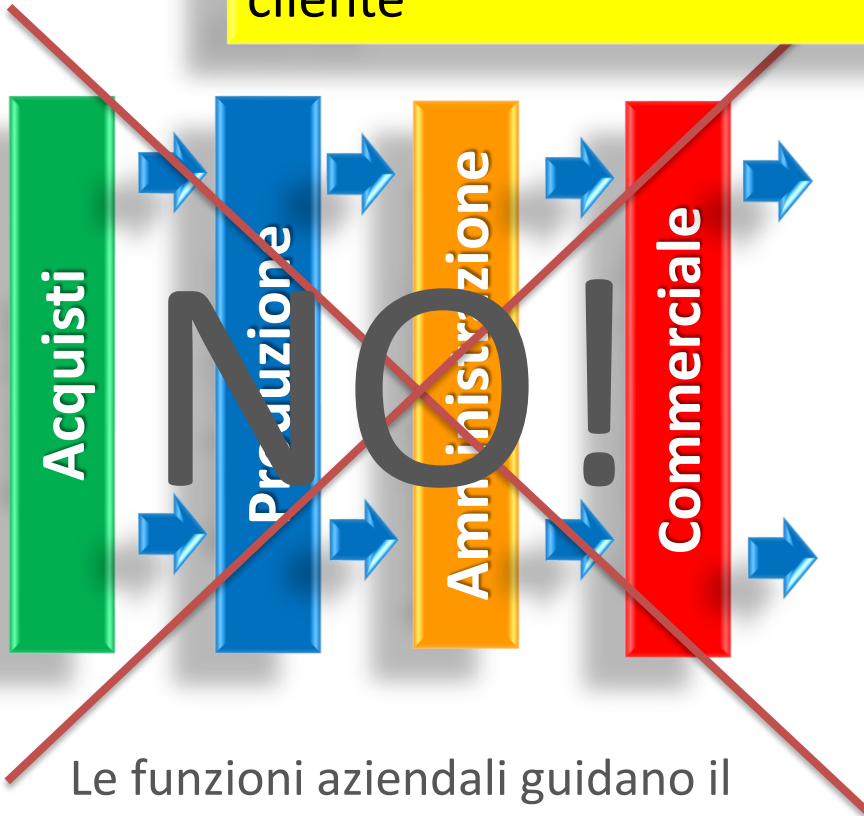 cliente
Acquisti
Produzione
Amministrazione
Commerciale
NO!
Le funzioni aziendali guidano il